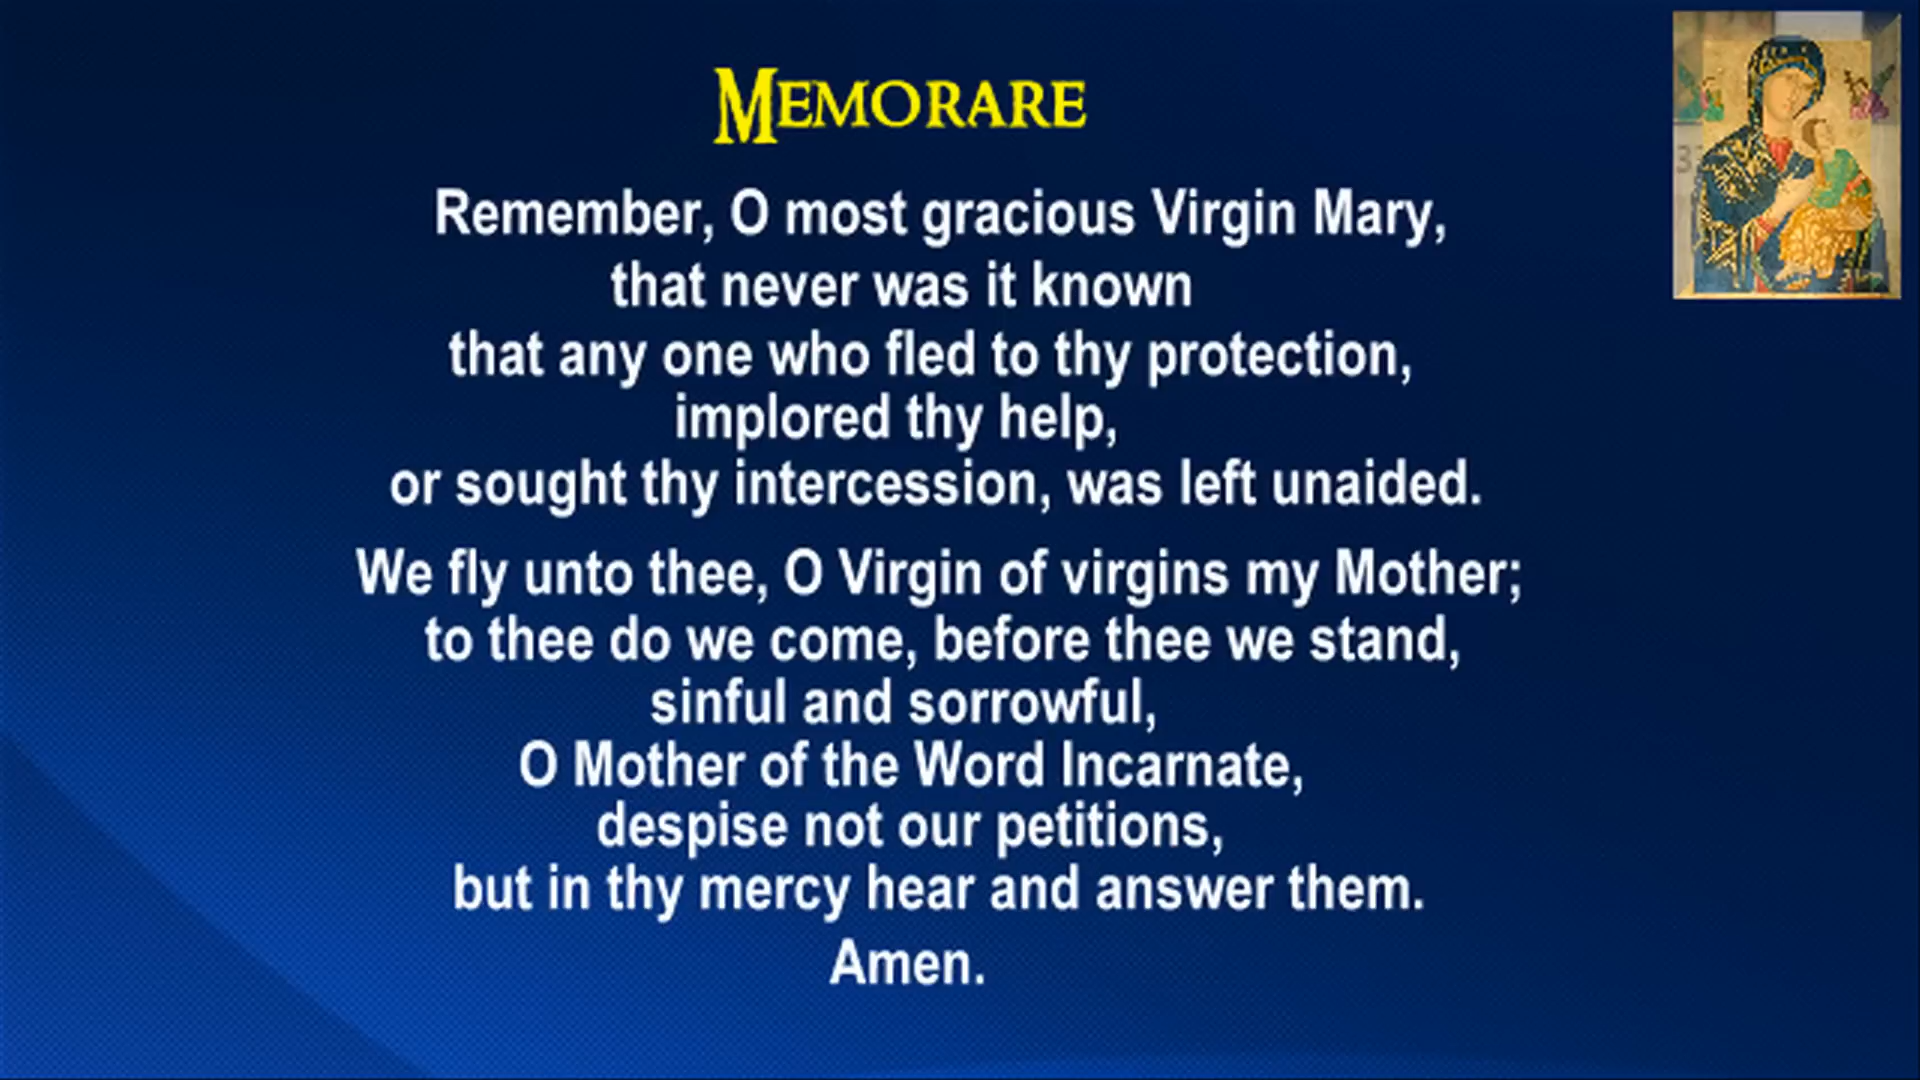 MEMORARE
Remember, O most gracious Virgin Mary,
that never was it known
that any one who fled to thy protection,
implored thy help,
or sought thy intercession, was left unaided.
We fly unto thee, O Virgin of virgins my Mother;
to thee do we come, before thee we stand,
sinful and sorrowful,
O Mother of the Word Incarnate,
despise not our petitions,
but in thy mercy hear and answer them.
Amen.